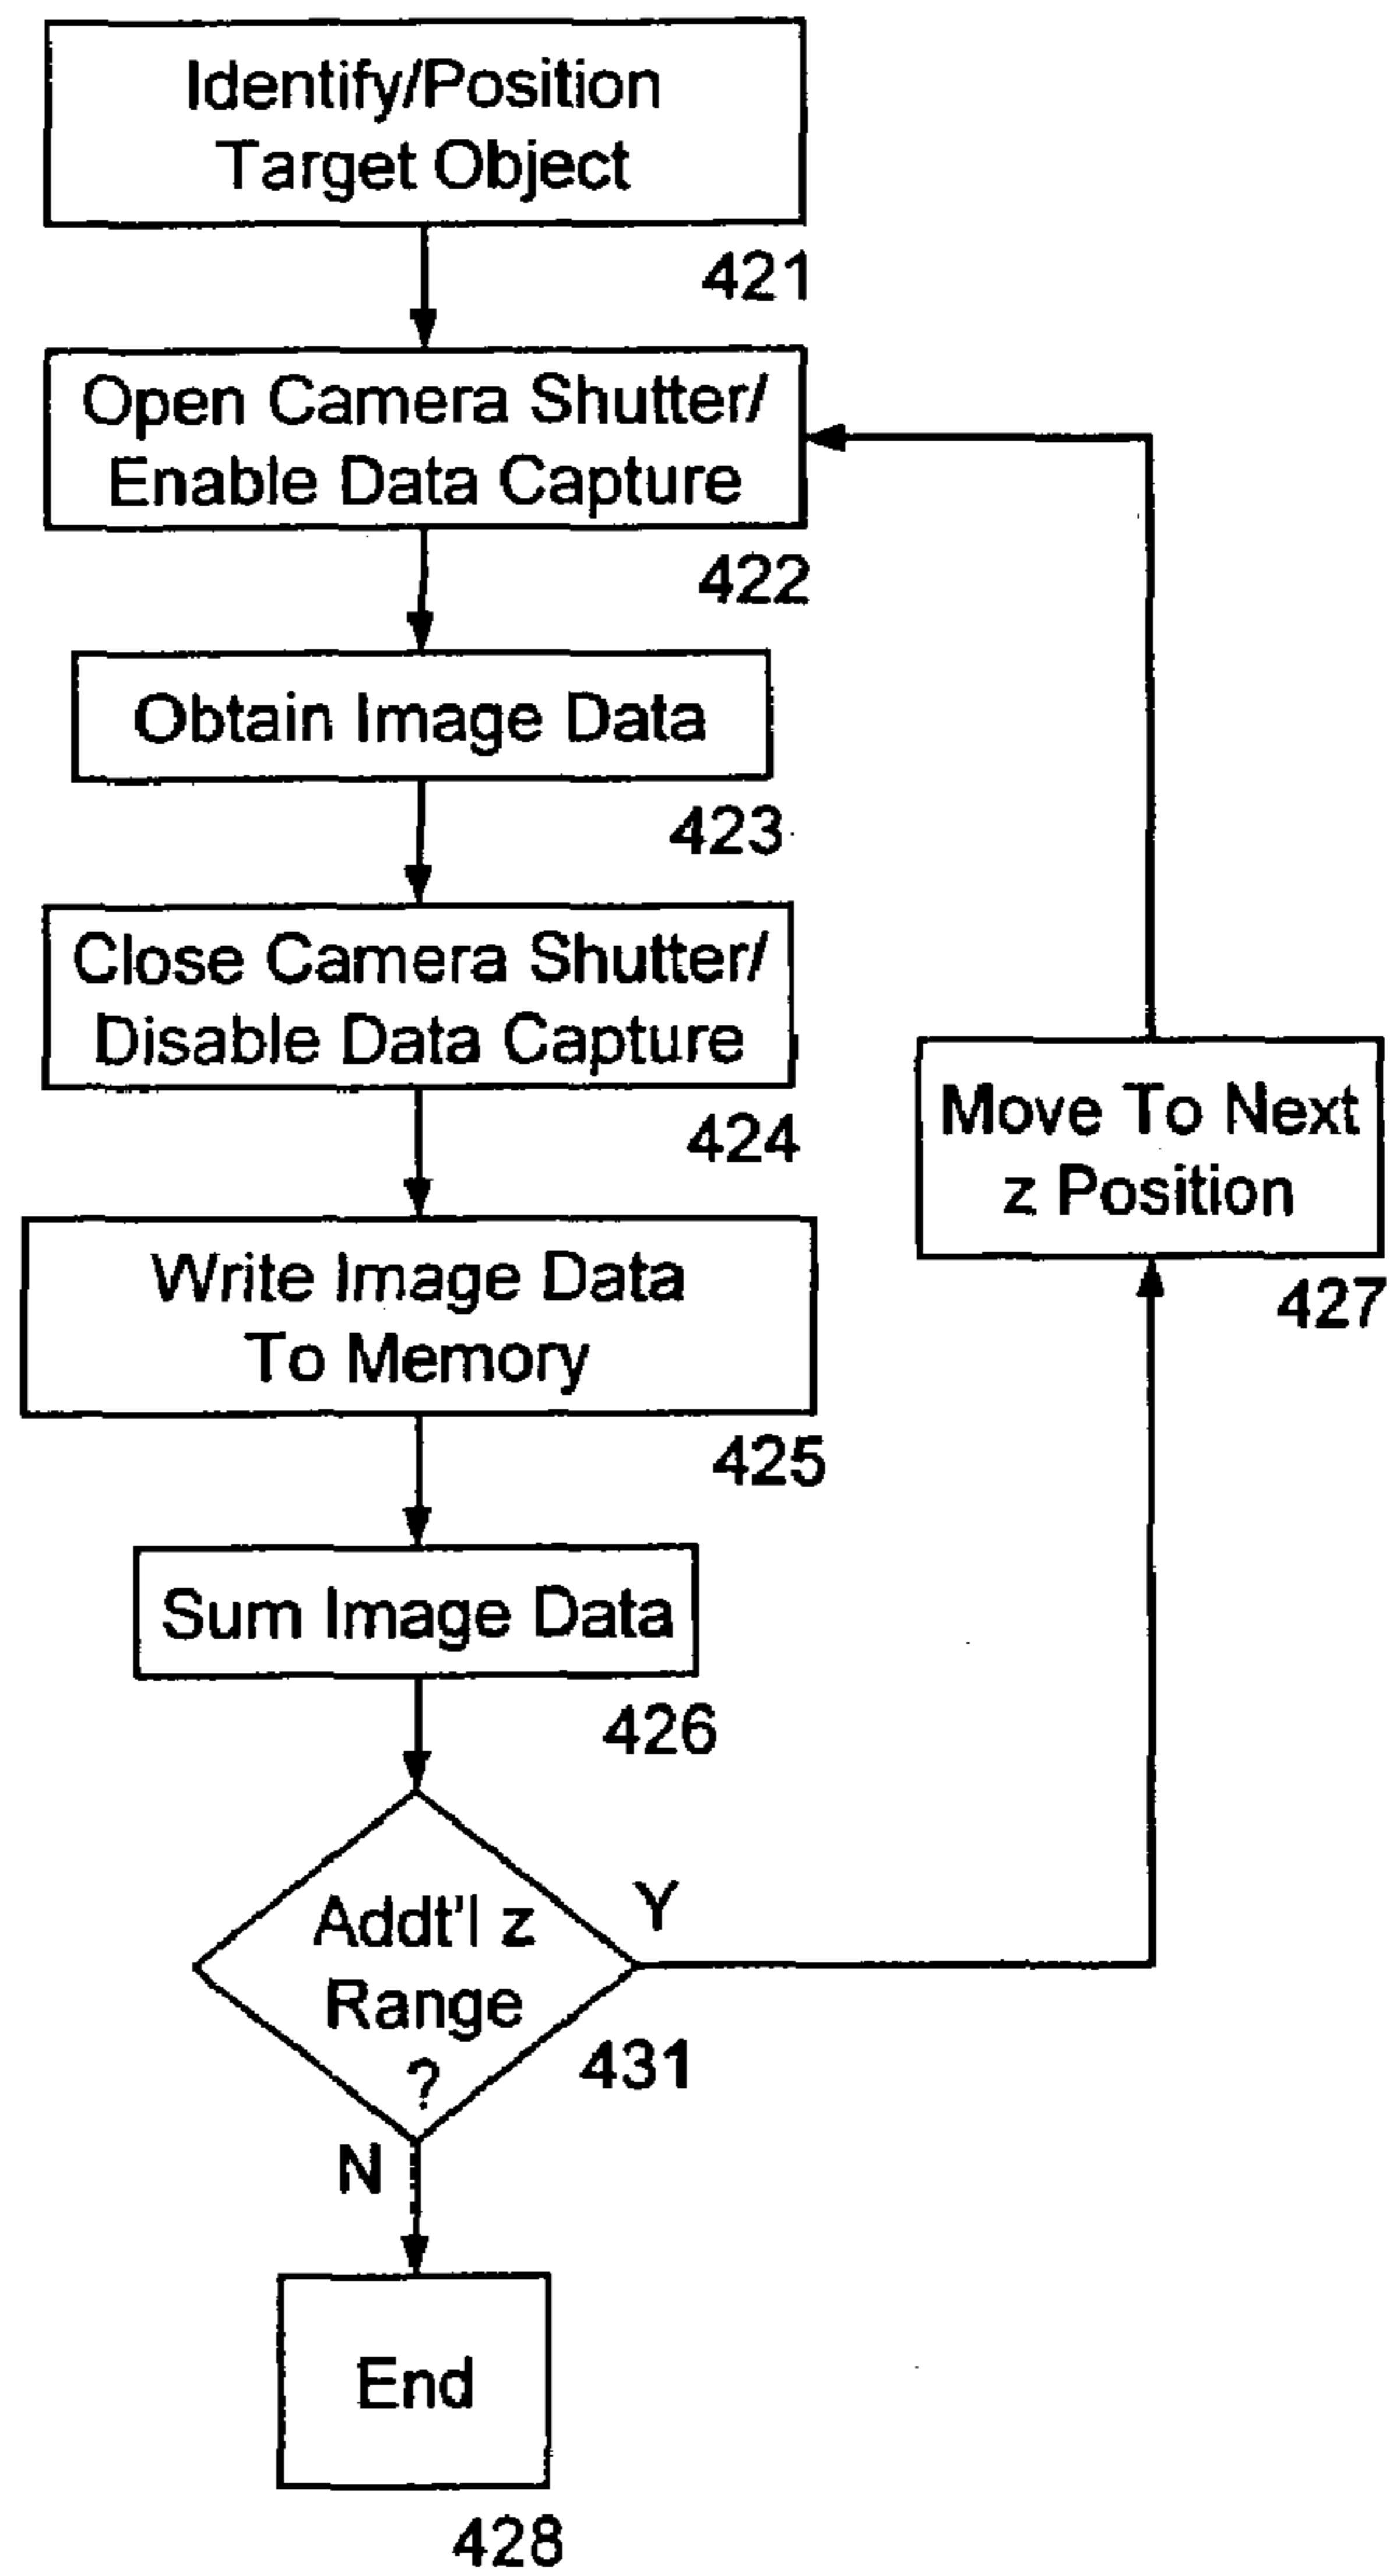 Identify/Position
Target Object
421
Open Camera Shutter/
Enable Data Capture
422
Obtain Image Data
423
Close Camera Shutter/
Disable Data Capture
424
Move To Next
z Position
427
Write Image Data
To Memory
425
Sum Image Data
426
Addt'l z
Range
?
Y
431
N
End
428